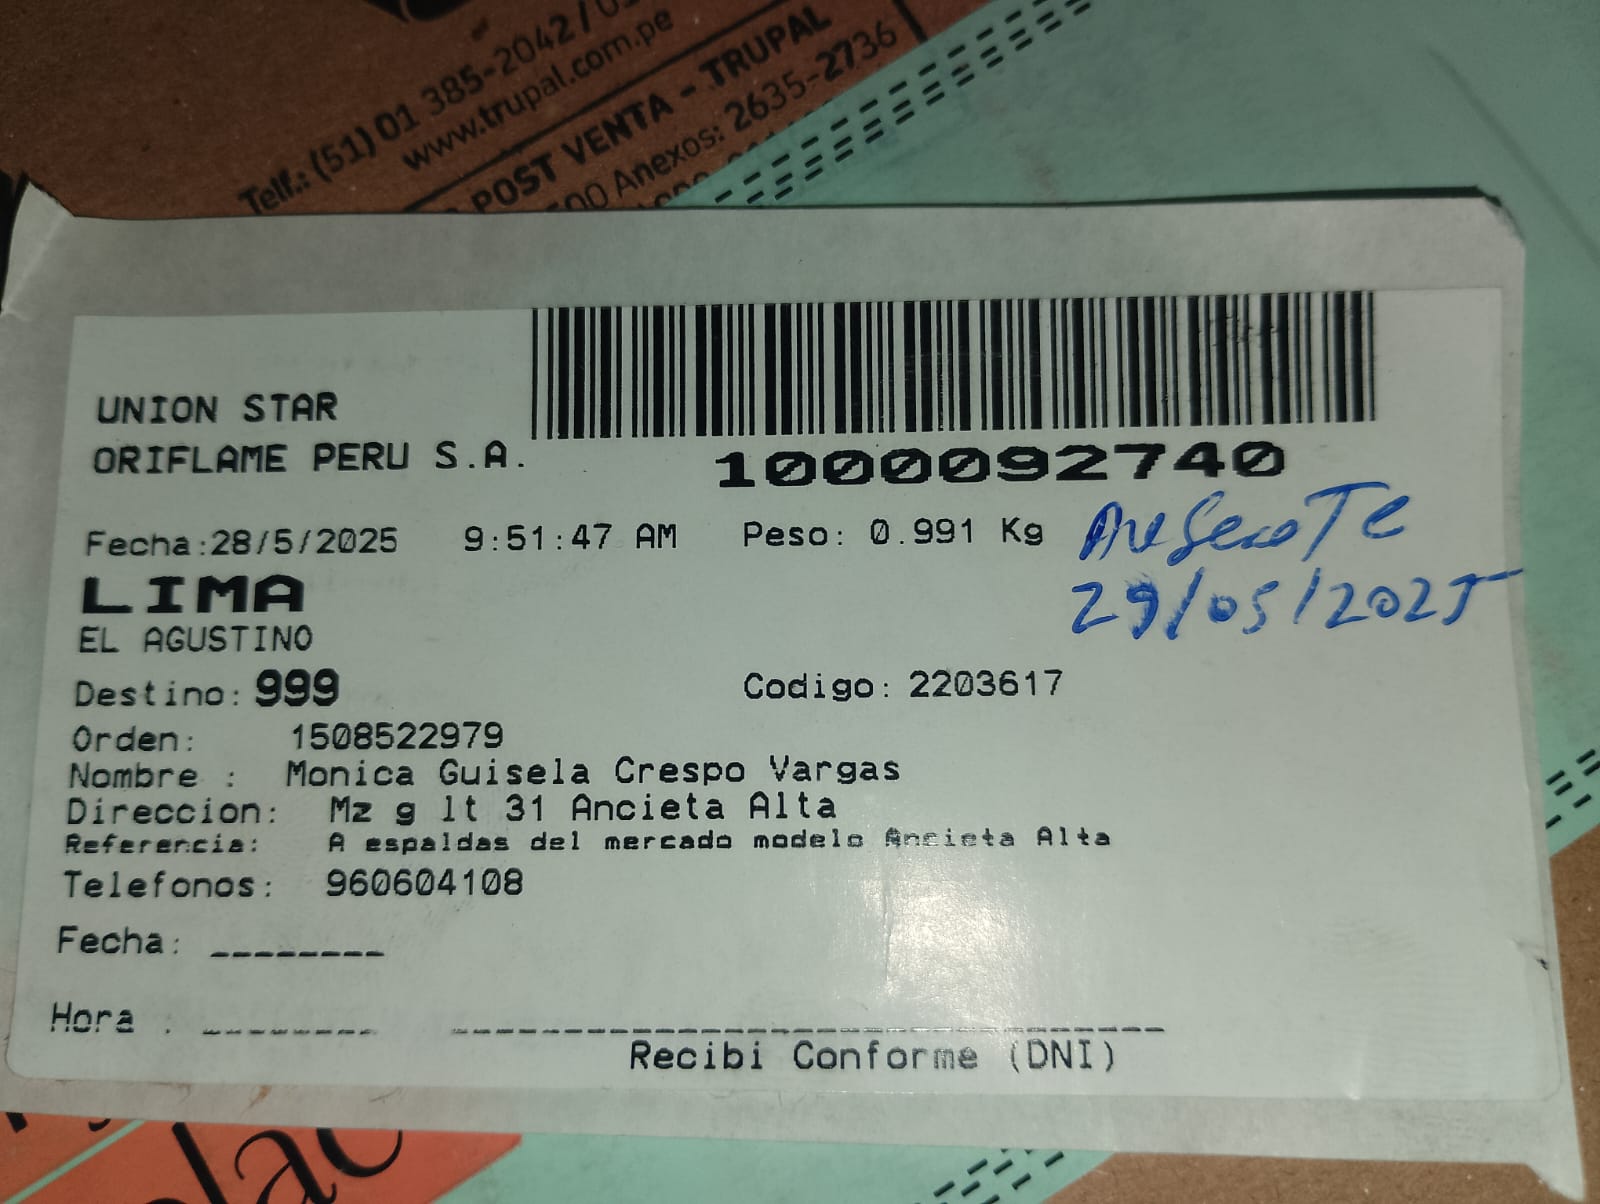 Telf.: (51) 01 385-2042 /
www.trupal.com.pe
POST VENTA - TRUPAL
Anexos: 2635-2736
UNION STAR
ORIFLAME PERU S.A.
1000092740
Fecha:28/5/2025 9:51:47 AM Peso: 0.991 Kg
29/05/2025
LIMA
EL AGUSTINO
Destino: 999 Codigo: 2203617
Orden: 1508522979
Nombre : Monica Guisela Crespo Vargas
Direccion: Mz g lt 31 Ancieta Alta
Referencia: A espaldas del mercado modelo Ancieta Alta
Telefonos: 960604108
Fecha: ________
Hora : ________ _________________________
Recibi Conforme (DNI)